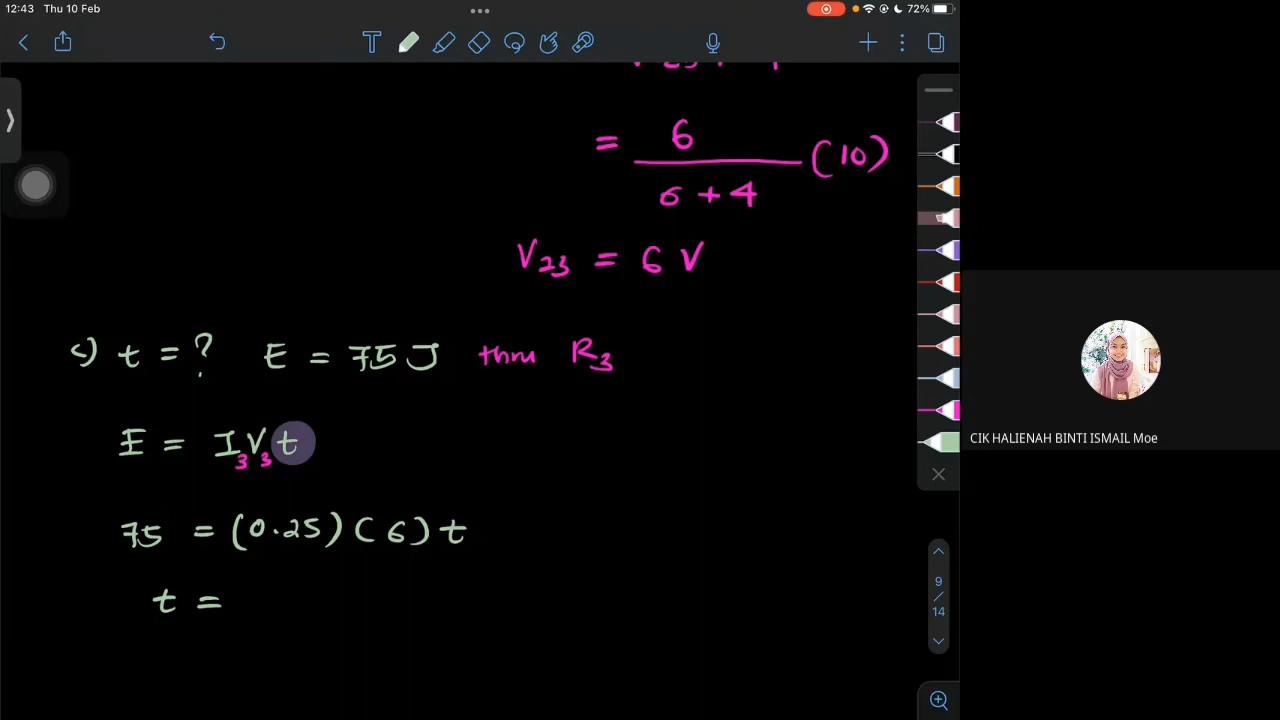 12:43 Thu 10 Feb
72%
= 6
6 + 4
(10)
V23 = 6 V
c) t = ? E = 75 J thru R3
E = I3V3t
75 = (0.25)(6)t
t =
9
/
14
CIK HALIENAH BINTI ISMAIL Moe